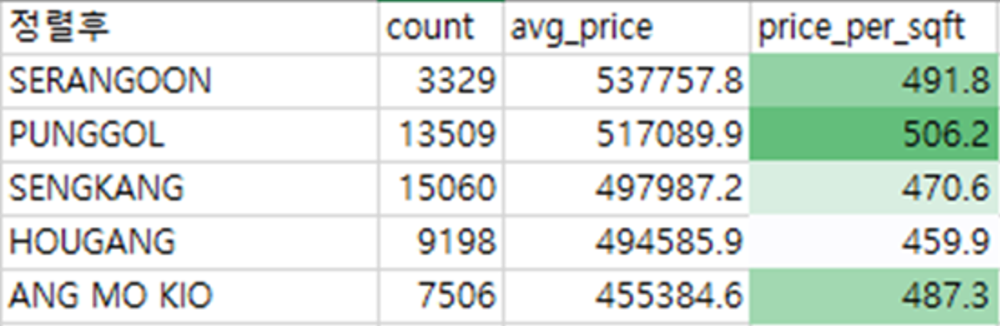 정렬후 count avg_price price_per_sqft
SERANGOON 3329 537757.8 491.8
PUNGGOL 13509 517089.9 506.2
SENGKANG 15060 497987.2 470.6
HOUGANG 9198 494585.9 459.9
ANG MO KIO 7506 455384.6 487.3